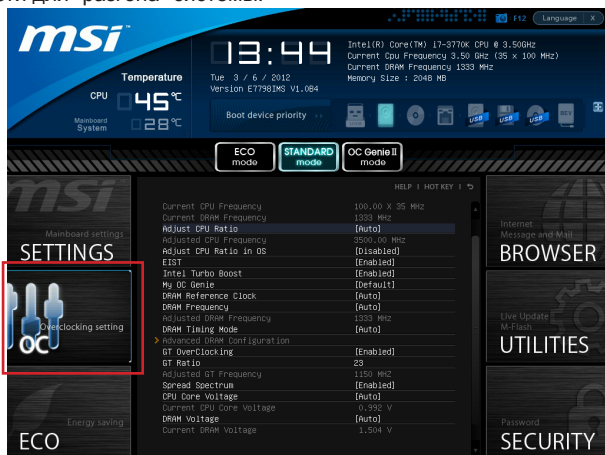 для разгона системы.
msi
F12 Language X
13:44
Intel(R) Core(TM) i7-3770K CPU @ 3.50GHz
Current Cpu Frequency 3.50 GHz (35 x 100 MHz)
Current DRAM Frequency 1333 MHz
Memory Size : 2048 MB
Temperature
Tue 3 / 6 / 2012
Version E7798IMS V1.0B4
CPU 45°C
Mainboard System 28°C
Boot device priority
USB USB USB BEV
ECO mode
STANDARD mode
OC Genie II mode
HELP | HOT KEY |
msi
Mainboard settings
SETTINGS
Overclocking setting
OC
Energy saving
ECO
Current CPU Frequency 100.00 X 35 MHz
Current DRAM Frequency 1333 MHz
Adjust CPU Ratio [Auto]
Adjusted CPU Frequency 3500.00 MHz
Adjust CPU Ratio in OS [Disabled]
EIST [Enabled]
Intel Turbo Boost [Enabled]
My OC Genie [Default]
DRAM Reference Clock [Auto]
DRAM Frequency [Auto]
Adjusted DRAM Frequency 1333 MHz
DRAM Timing Mode [Auto]
Advanced DRAM Configuration
GT OverClocking [Enabled]
GT Ratio 23
Adjusted GT Frequency 1150 MHZ
Spread Spectrum [Enabled]
CPU Core Voltage [Auto]
Current CPU Core Voltage 0.992 V
DRAM Voltage [Auto]
Current DRAM Voltage 1.504 V
Internet
Message and Mail
BROWSER
Live Update
M-Flash
UTILITIES
Password
SECURITY